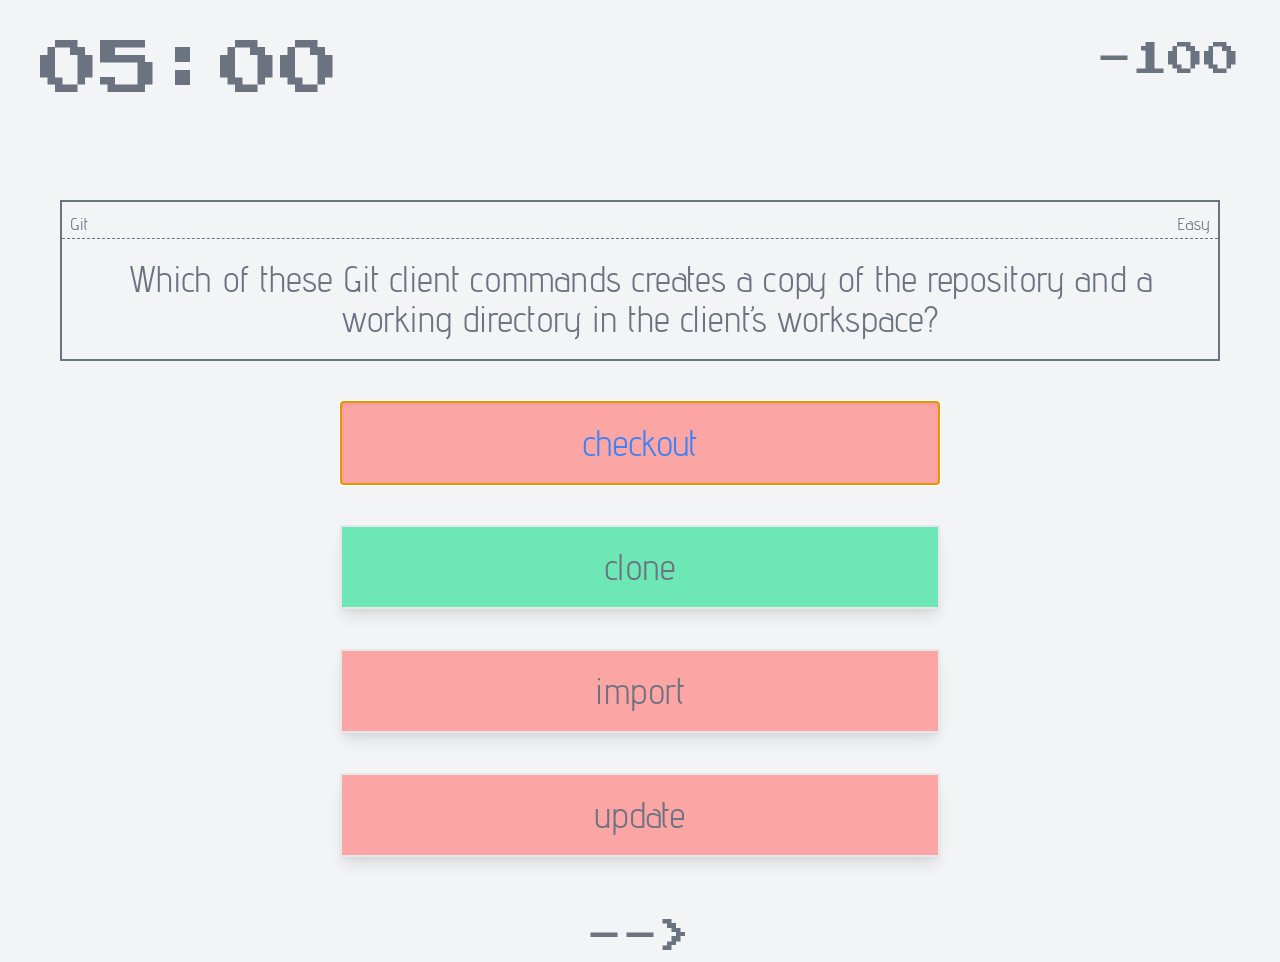 05:00
-100
Git
Easy
Which of these Git client commands creates a copy of the repository and a
working directory in the client's workspace?
checkout
clone
import
update
-->